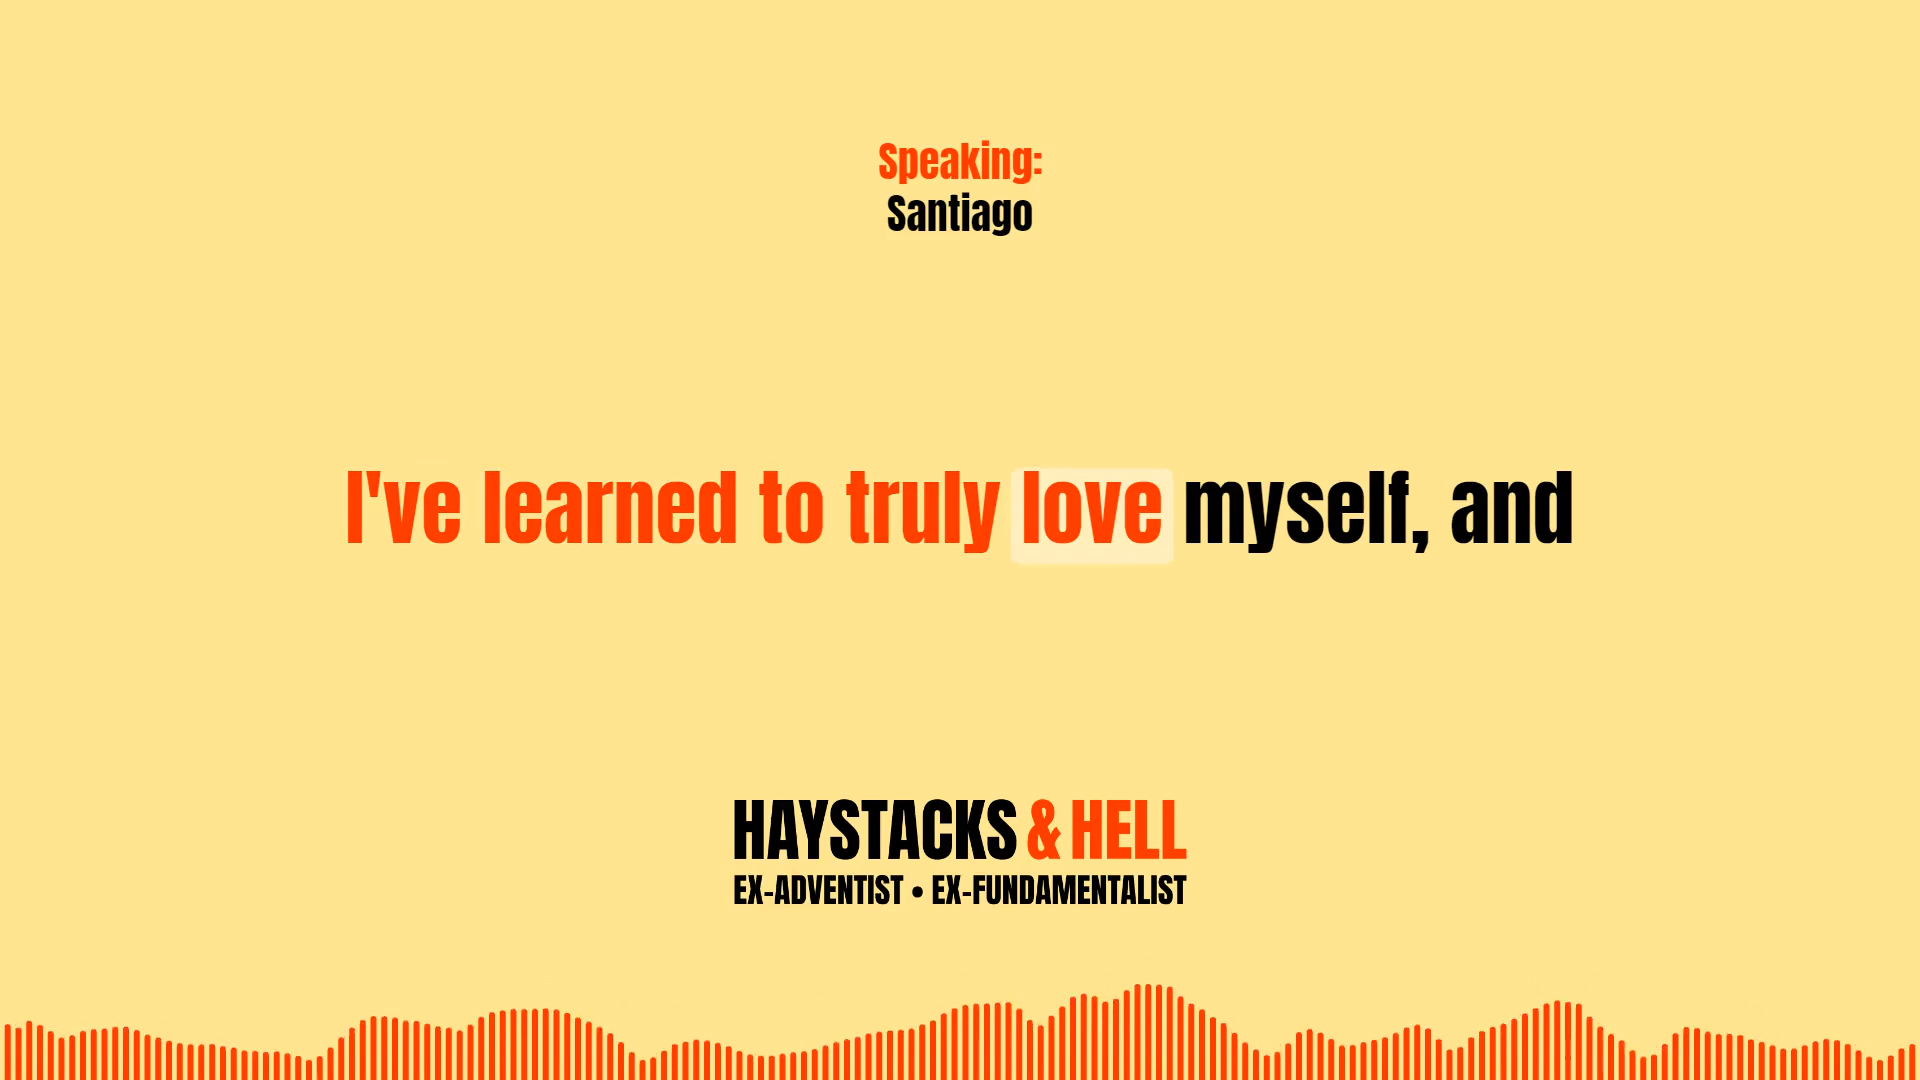 Speaking:
Santiago
I've learned to truly love myself, and
HAYSTACKS & HELL
EX-ADVENTIST • EX-FUNDAMENTALIST